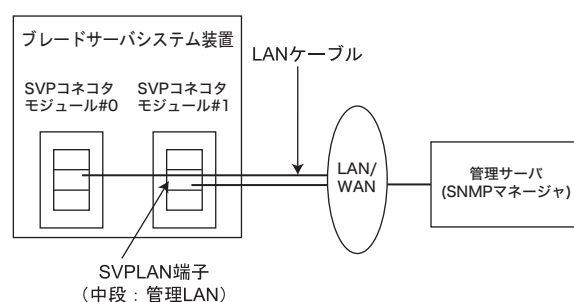 ブレードサーバシステム装置
LANケーブル
SVPコネコタ
モジュール#0
SVPコネコタ
モジュール#1
LAN/
WAN
管理サーバ
(SNMPマネージャ)
SVPLAN端子
（中段：管理LAN）